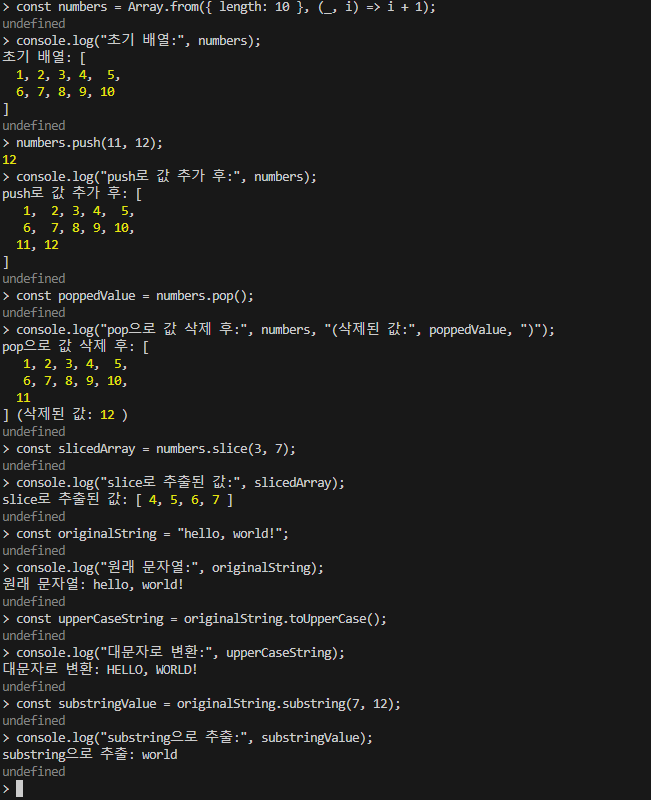 > const numbers = Array.from({ length: 10 }, (_, i) => i + 1);
undefined
> console.log("초기 배열:", numbers);
초기 배열: [
  1, 2, 3, 4,  5,
  6, 7, 8, 9, 10
]
undefined
> numbers.push(11, 12);
12
> console.log("push로 값 추가 후:", numbers);
push로 값 추가 후: [
   1,  2, 3, 4,  5,
   6,  7, 8, 9, 10,
  11, 12
]
undefined
> const poppedValue = numbers.pop();
undefined
> console.log("pop으로 값 삭제 후:", numbers, "(삭제된 값:", poppedValue, ")");
pop으로 값 삭제 후: [
   1, 2, 3, 4,  5,
   6, 7, 8, 9, 10,
  11
] (삭제된 값: 12 )
undefined
> const slicedArray = numbers.slice(3, 7);
undefined
> console.log("slice로 추출된 값:", slicedArray);
slice로 추출된 값: [ 4, 5, 6, 7 ]
undefined
> const originalString = "hello, world!";
undefined
> console.log("원래 문자열:", originalString);
원래 문자열: hello, world!
undefined
> const upperCaseString = originalString.toUpperCase();
undefined
> console.log("대문자로 변환:", upperCaseString);
대문자로 변환: HELLO, WORLD!
undefined
> const substringValue = originalString.substring(7, 12);
undefined
> console.log("substring으로 추출:", substringValue);
substring으로 추출: world
undefined
>